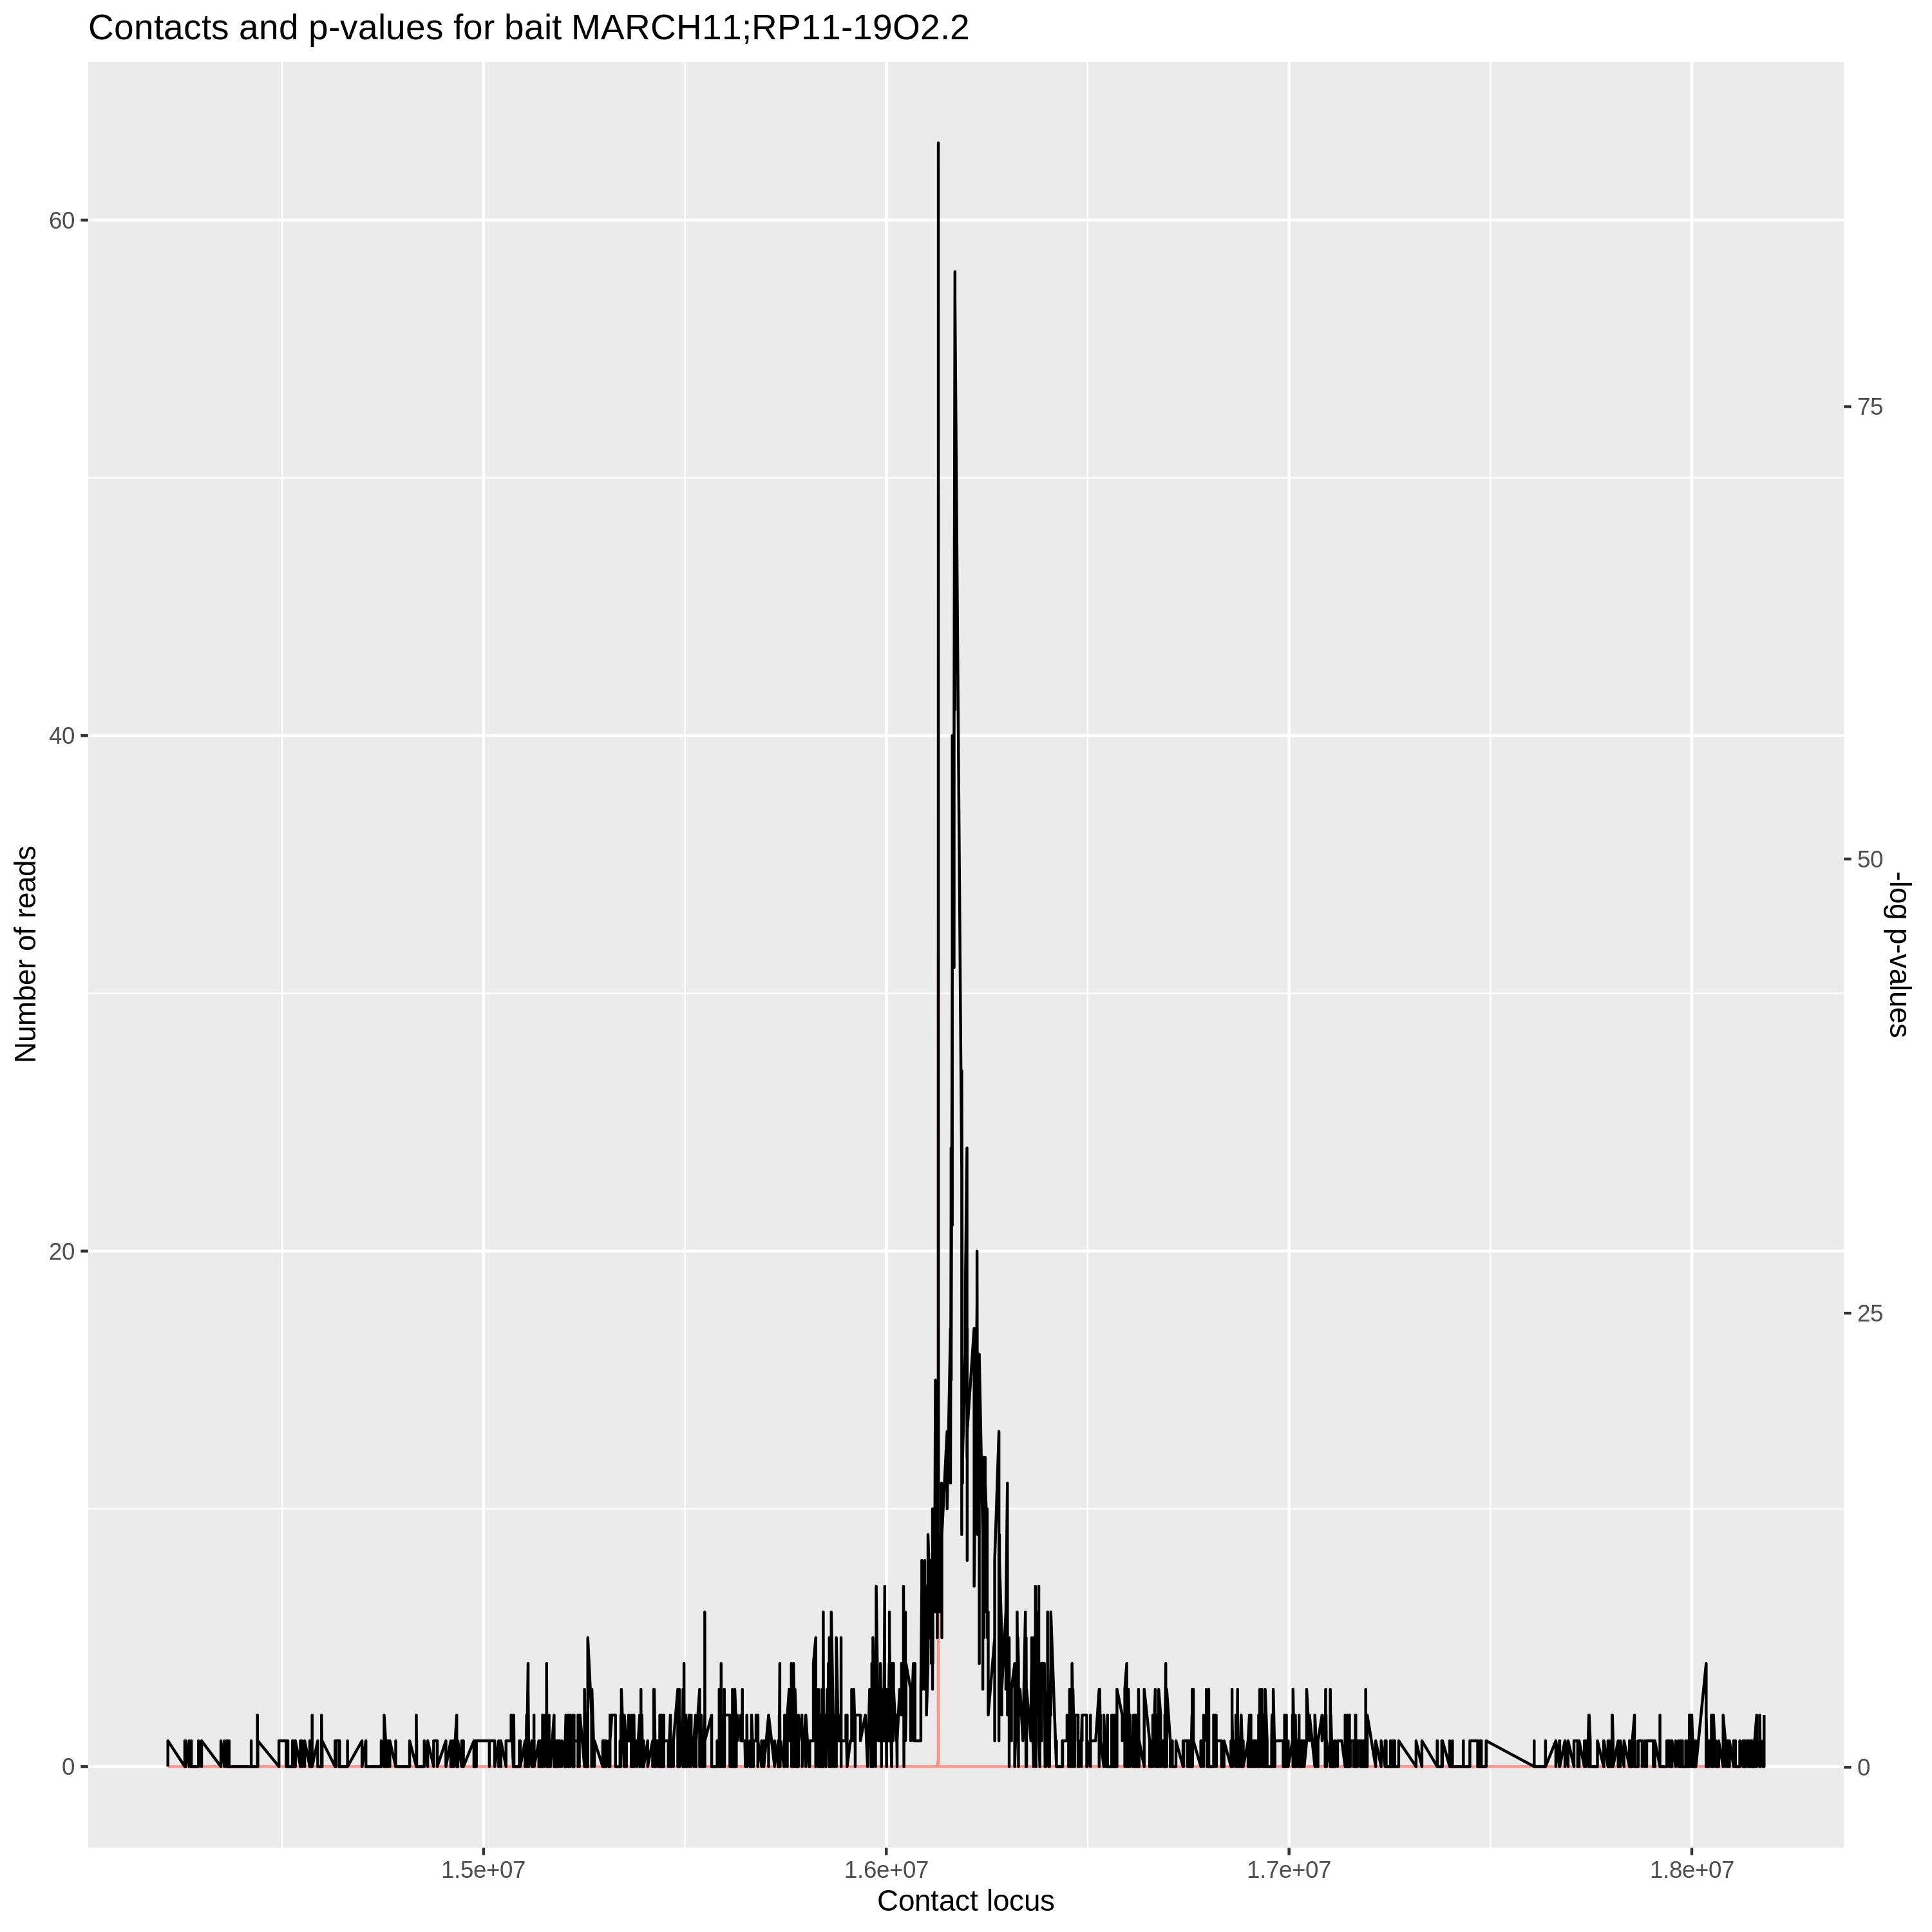 Contacts and p-values for bait MARCH11;RP11-19O2.2
60
40
20
0
Number of reads
75
50
25
0
-log p-values
1.5e+07
1.6e+07
1.7e+07
1.8e+07
Contact locus